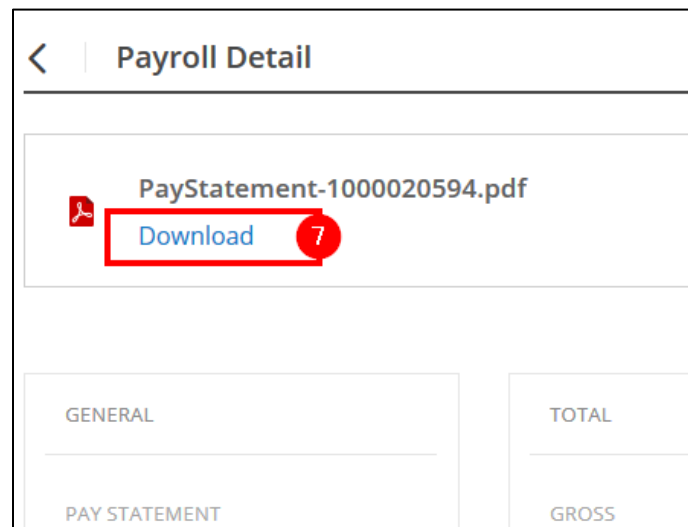 Payroll Detail
PayStatement-1000020594.pdf
Download 7
GENERAL
TOTAL
PAY STATEMENT
GROSS